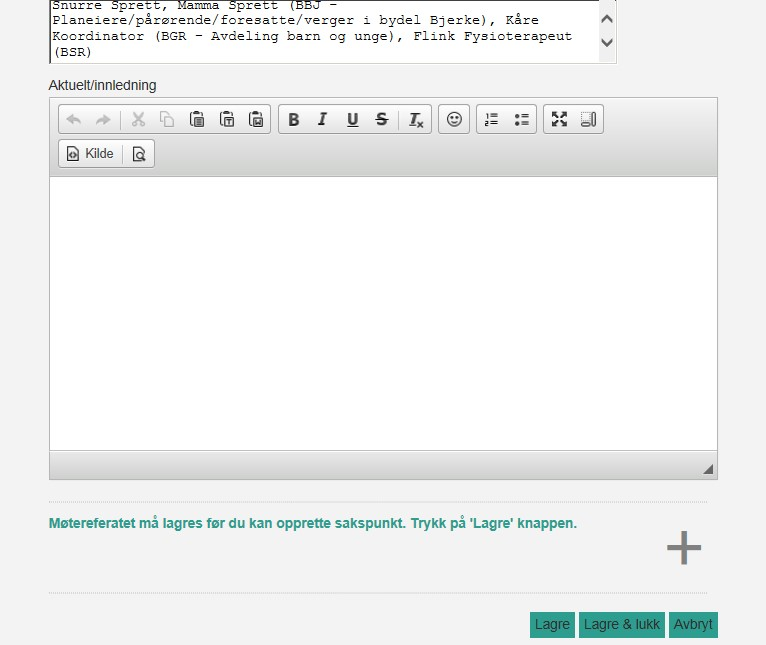 Snurre Sprett, Mamma Sprett (BBJ -
Planeiere/pårørende/foresatte/verger i bydel Bjerke), Kåre
Koordinator (BGR - Avdeling barn og unge), Flink Fysioterapeut
(BSR)
Aktuelt/innledning
B I U S Tx
Kilde
Møtereferatet må lagres før du kan opprette sakspunkt. Trykk på 'Lagre' knappen.
Lagre Lagre & lukk Avbryt